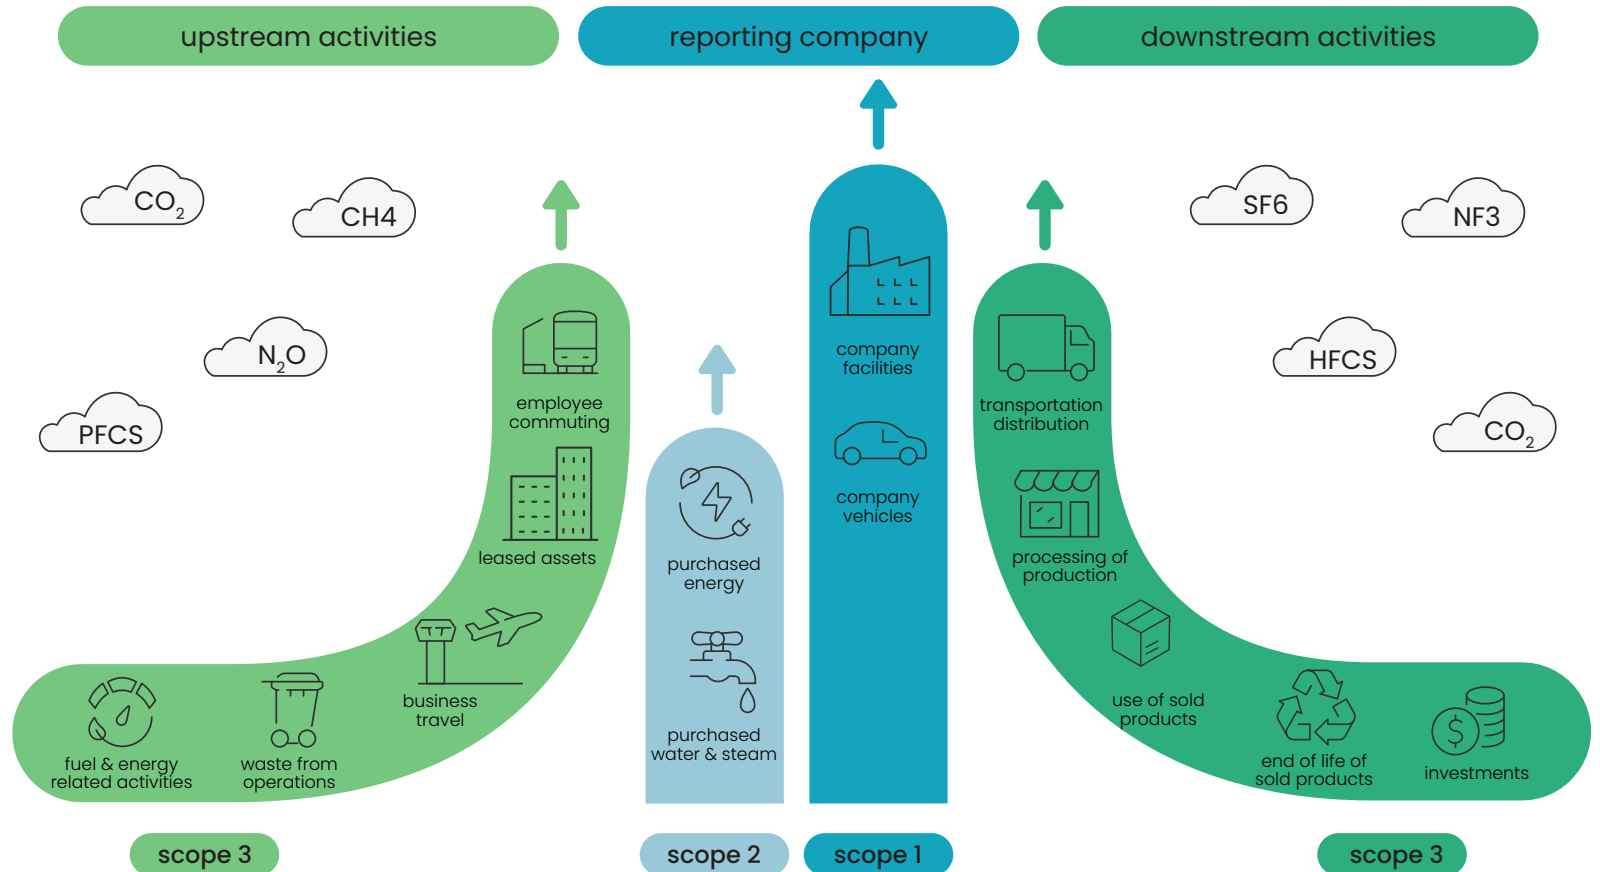 upstream activities
reporting company
downstream activities
CO₂
CH4
N₂O
PFCS
SF6
NF3
HFCS
CO₂
employee
commuting
leased assets
business
travel
waste from
operations
fuel & energy
related activities
purchased
energy
purchased
water & steam
company
facilities
company
vehicles
transportation
distribution
processing of
production
use of sold
products
end of life of
sold products
investments
scope 3
scope 2
scope 1
scope 3